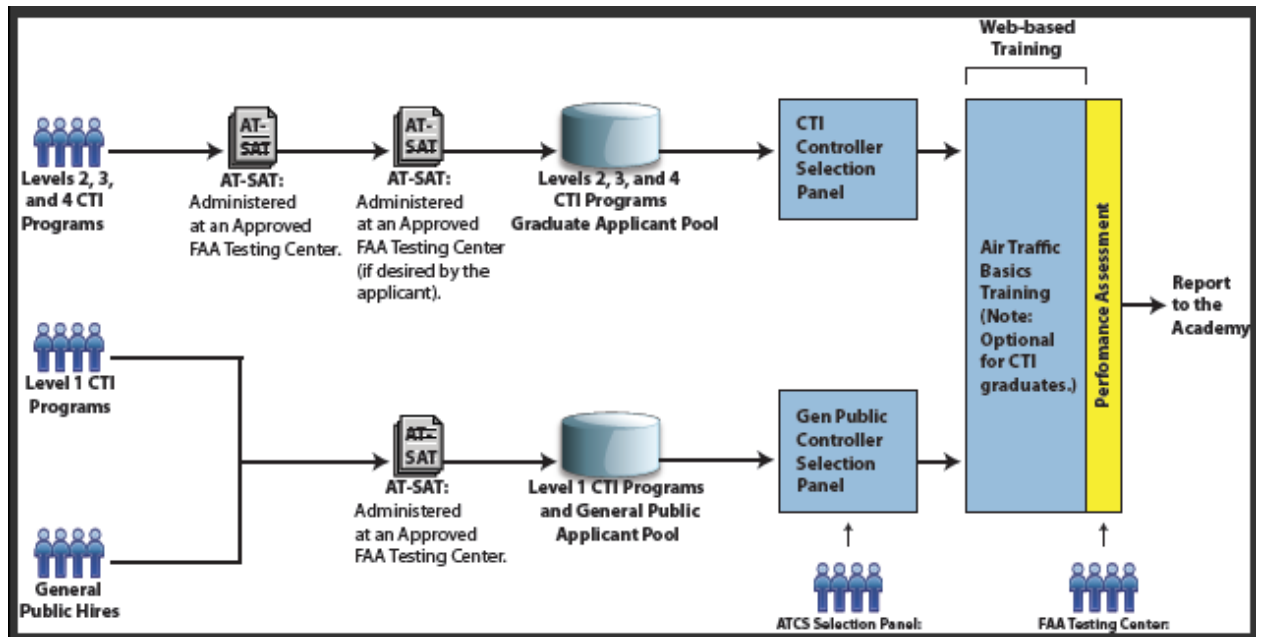 Web-based
Training
AT-
SAT
AT-
SAT
CTI
Controller
Selection
Panel
Levels 2, 3,
and 4 CTI
Programs
AT-SAT:
Administered
at an Approved
FAA Testing Center.
AT-SAT:
Administered
at an Approved
FAA Testing Center
(if desired by the
applicant).
Levels 2, 3, and 4
CTI Programs
Graduate Applicant Pool
Air Traffic
Basics
Training
(Note:
Optional
for CTI
graduates.)
Perfomance Assessment
Report
to the
Academy
Level 1 CTI
Programs
AT-
SAT
AT-SAT:
Administered
at an Approved
FAA Testing Center.
Level 1 CTI Programs
and General Public
Applicant Pool
Gen Public
Controller
Selection
Panel
General
Public Hires
ATCS Selection Panel:
FAA Testing Center: